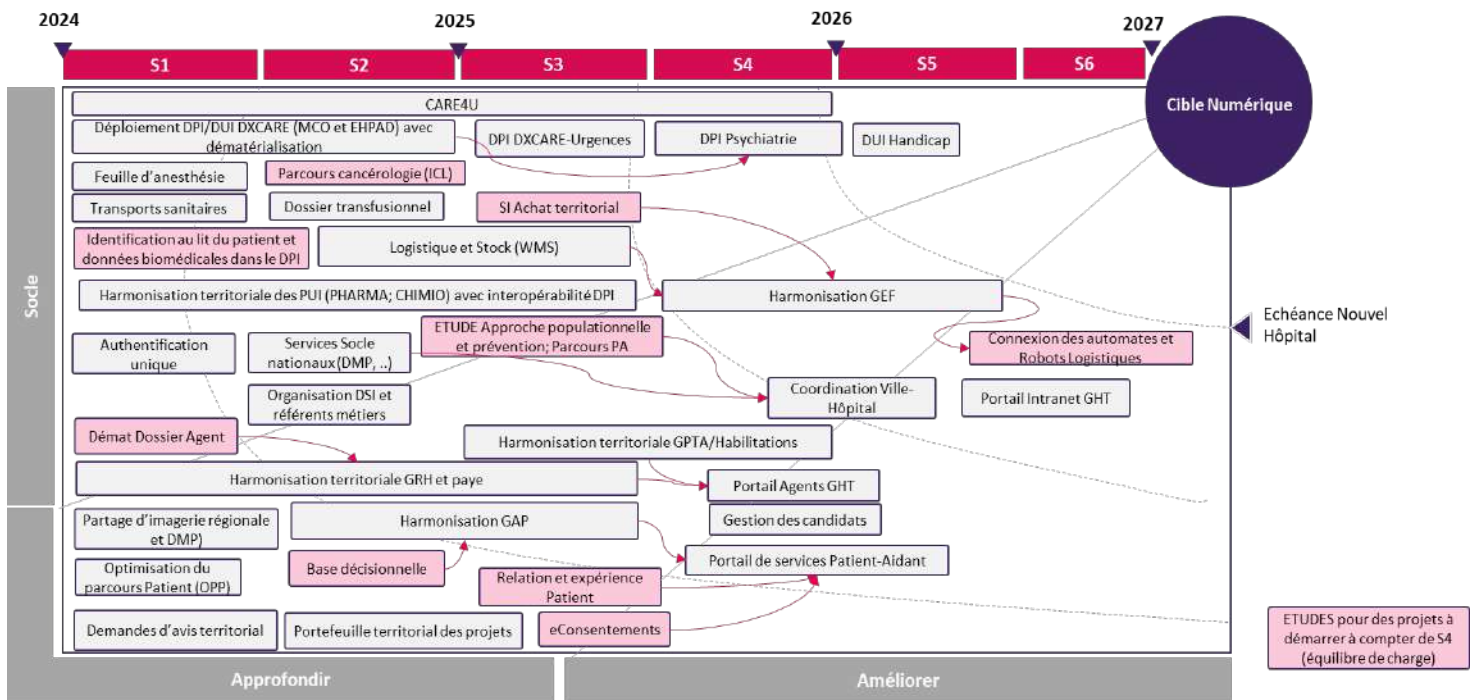 2024
2025
2026
2027
S1
S2
S3
S4
S5
S6
Cible Numérique
Socle
CARE4U
Déploiement DPI/DUI DXCARE (MCO et EHPAD) avec
dématérialisation
DPI DXCARE-Urgences
DPI Psychiatrie
DUI Handicap
Feuille d'anesthésie
Parcours cancérologie (ICL)
Transports sanitaires
Dossier transfusionnel
SI Achat territorial
Identification au lit du patient et
données biomédicales dans le DPI
Logistique et Stock (WMS)
Harmonisation territoriale des PUI (PHARMA; CHIMIO) avec interopérabilité DPI
Harmonisation GEF
Echéance Nouvel
Hôpital
Authentification
unique
Services Socle
nationaux (DMP, ..)
ETUDE Approche populationnelle
et prévention; Parcours PA
Connexion des automates et
Robots Logistiques
Organisation DSI et
référents métiers
Coordination Ville-
Hôpital
Portail Intranet GHT
Démat Dossier Agent
Harmonisation territoriale GPTA/Habilitations
Harmonisation territoriale GRH et paye
Portail Agents GHT
Partage d'imagerie régionale
et DMP)
Harmonisation GAP
Gestion des candidats
Optimisation du
parcours Patient (OPP)
Base décisionnelle
Relation et expérience
Patient
Portail de services Patient-Aidant
Demandes d'avis territorial
Portefeuille territorial des projets
eConsentements
ETUDES pour des projets à
démarrer à compter de S4
(équilibre de charge)
Approfondir
Améliorer